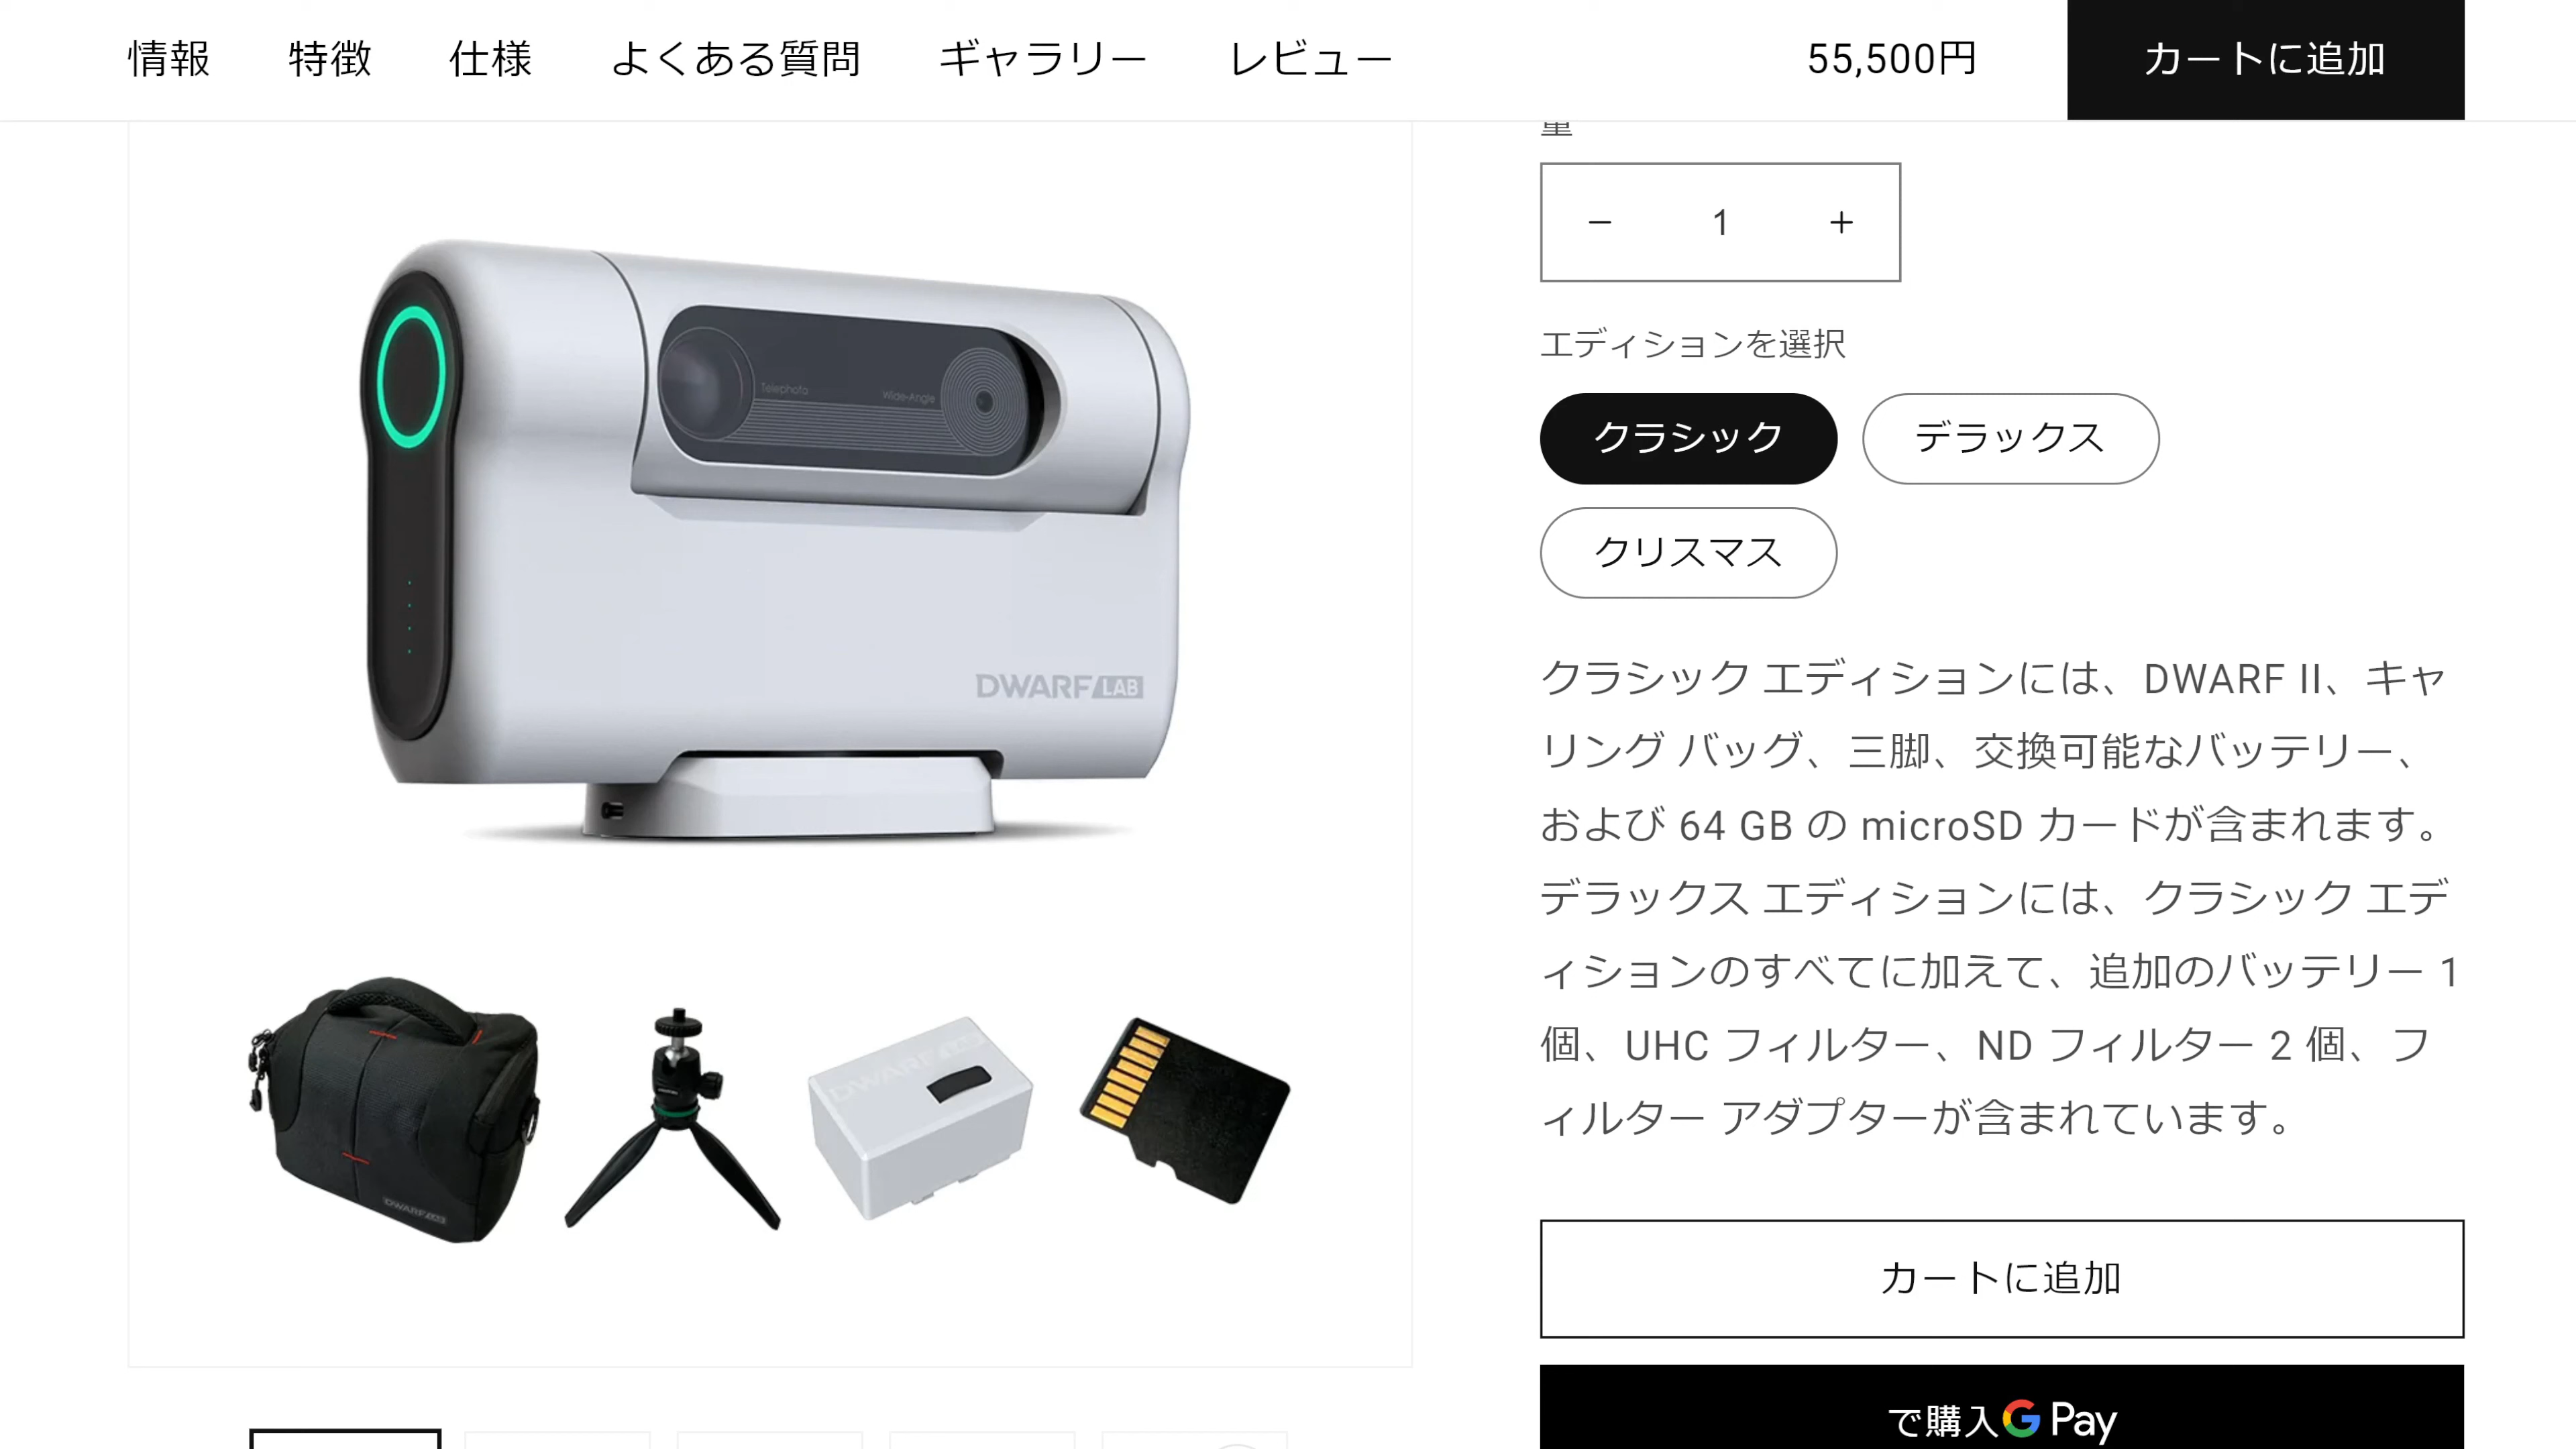 情報 特徴 仕様 よくある質問 ギャラリー レビュー 55,500円 カートに追加
Telephoto
Wide-Angle
DWARFLAB
DWARFLAB
− 1 +
エディションを選択
クラシック デラックス
クリスマス
クラシック エディションには、DWARF II、キャ
リング バッグ、三脚、交換可能なバッテリー、
および 64 GB の microSD カードが含まれます。
デラックス エディションには、クラシック エデ
ィションのすべてに加えて、追加のバッテリー 1
個、UHC フィルター、ND フィルター 2 個、フ
ィルター アダプターが含まれています。
カートに追加
で購入 G Pay